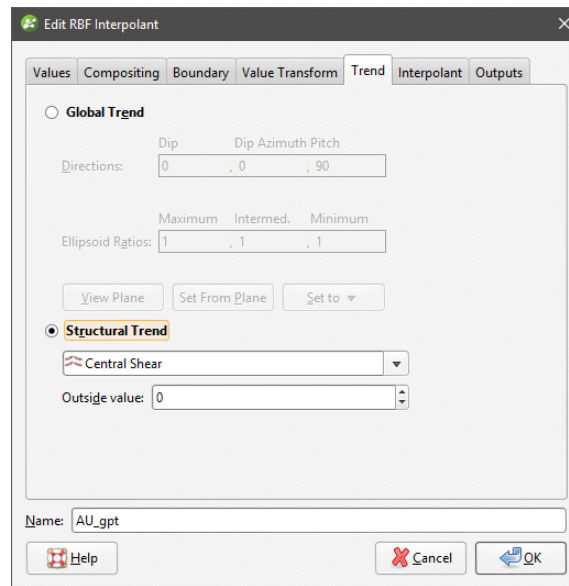 Edit RBF Interpolant
Values Compositing Boundary Value Transform Trend Interpolant Outputs
Global Trend
Dip Dip Azimuth Pitch
Directions: 0 , 0 , 90
Maximum Intermed. Minimum
Ellipsoid Ratios: 1 , 1 , 1
View Plane Set From Plane Set to
Structural Trend
Central Shear
Outside value: 0
Name: AU_gpt
Help Cancel OK